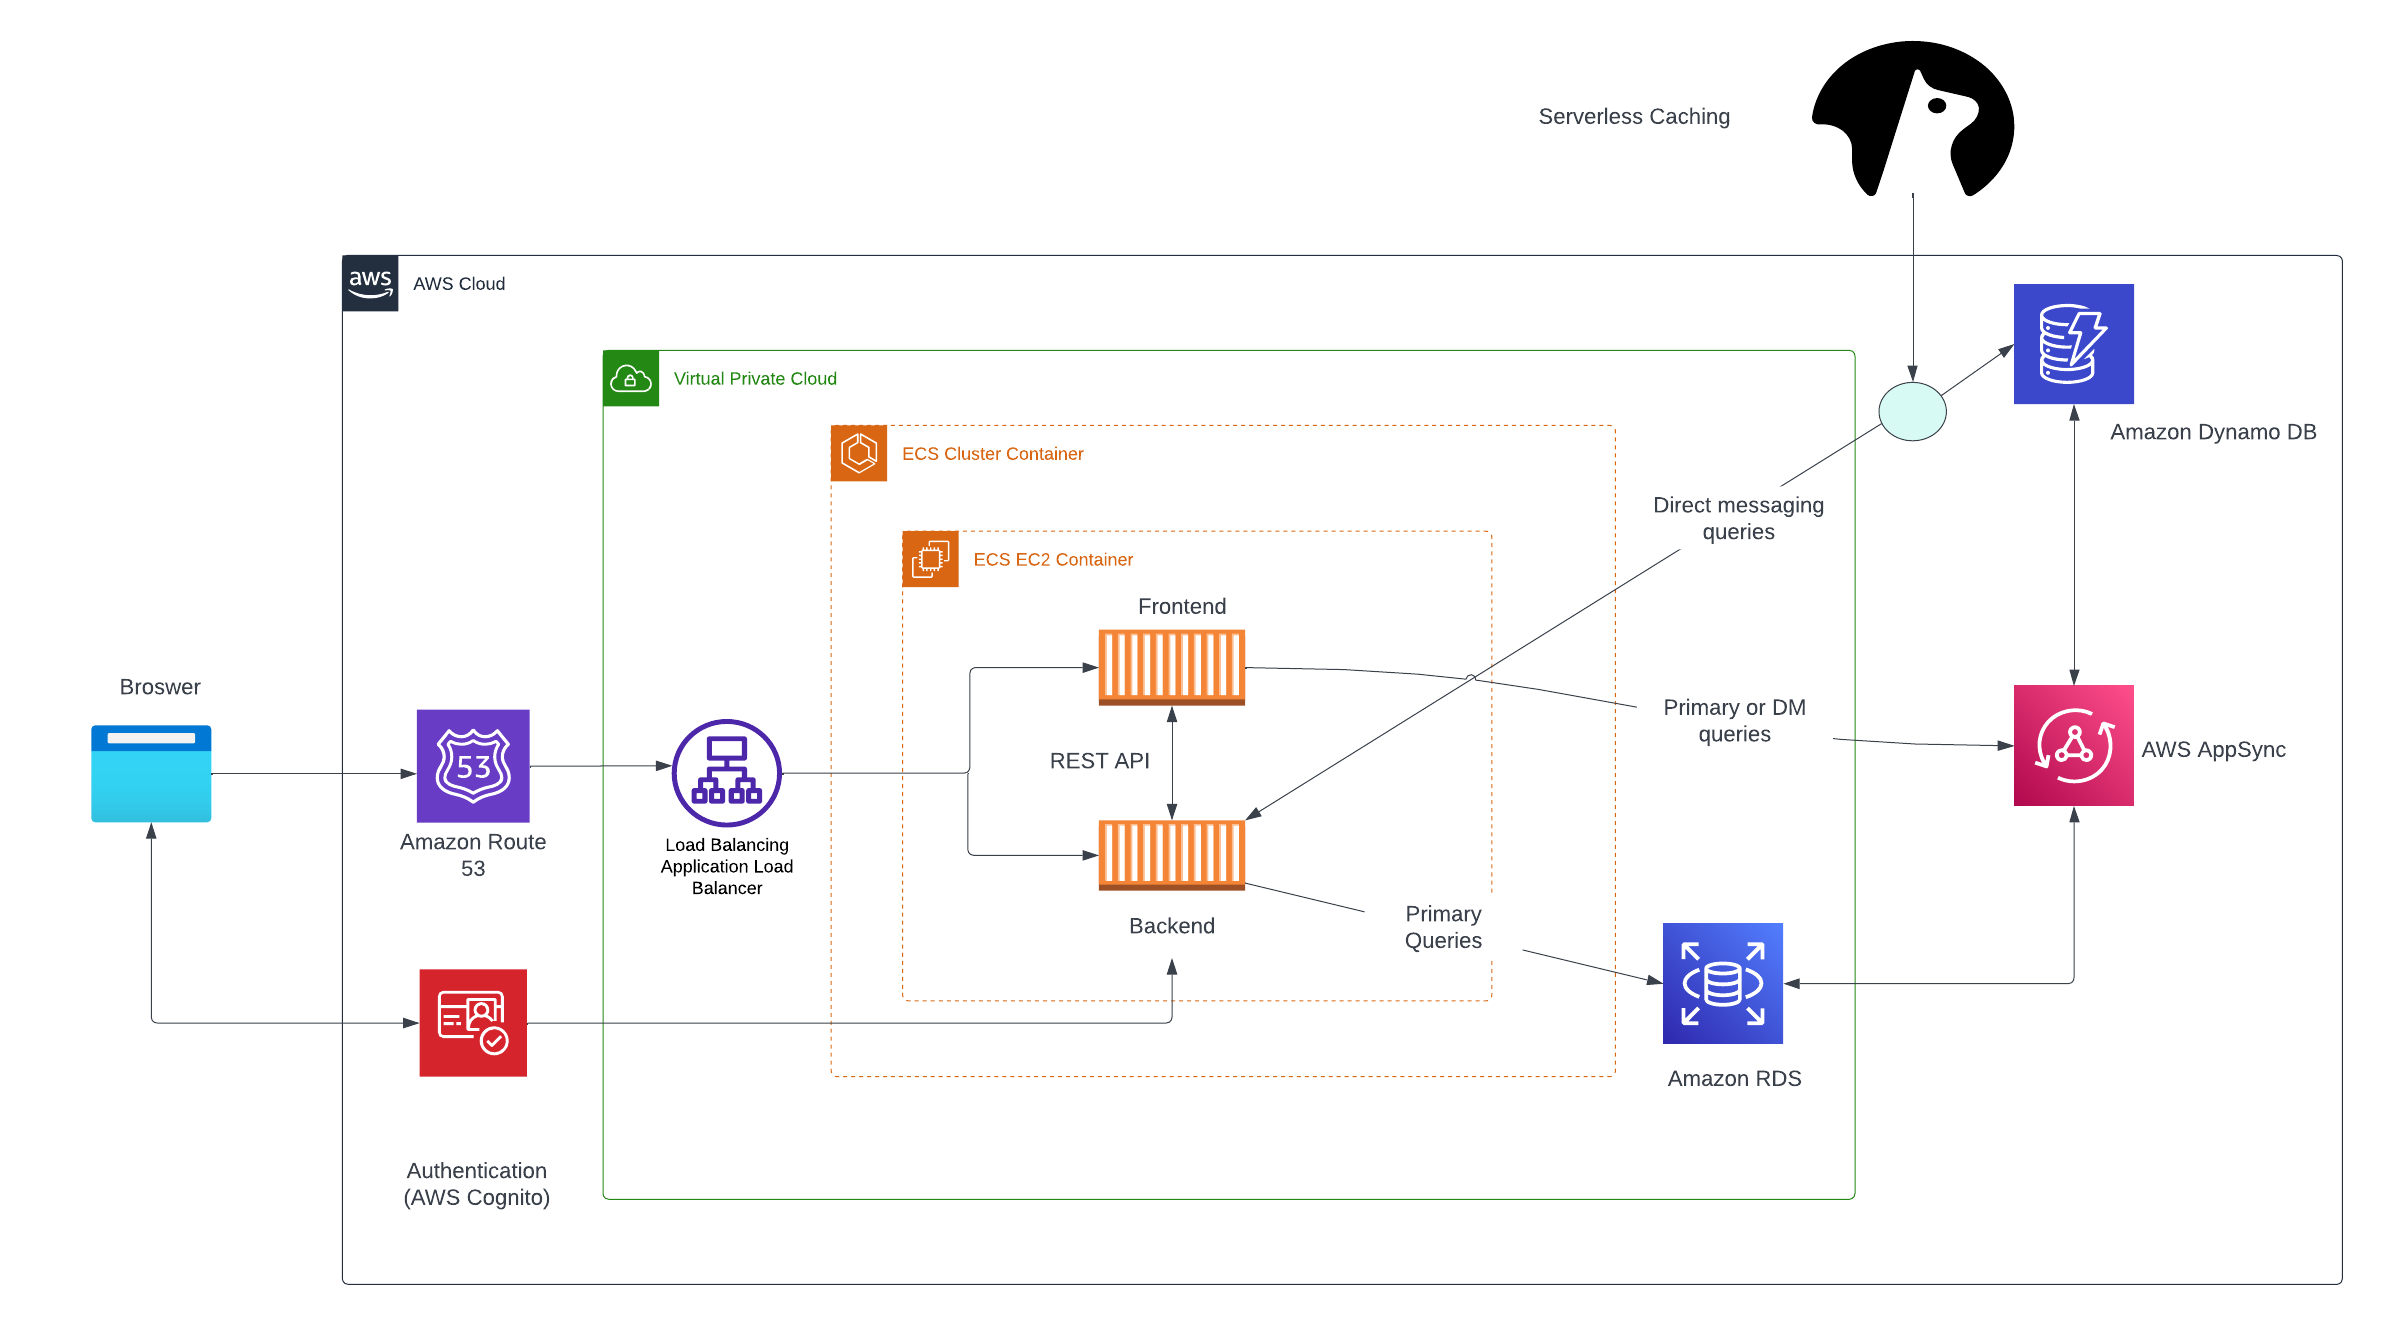 Serverless Caching
aws
AWS Cloud
Virtual Private Cloud
Amazon Dynamo DB
ECS Cluster Container
Direct messaging
queries
ECS EC2 Container
Frontend
Broswer
Primary or DM
queries
53
REST API
AWS AppSync
Amazon Route
53
Load Balancing
Application Load
Balancer
Backend
Primary
Queries
Amazon RDS
Authentication
(AWS Cognito)